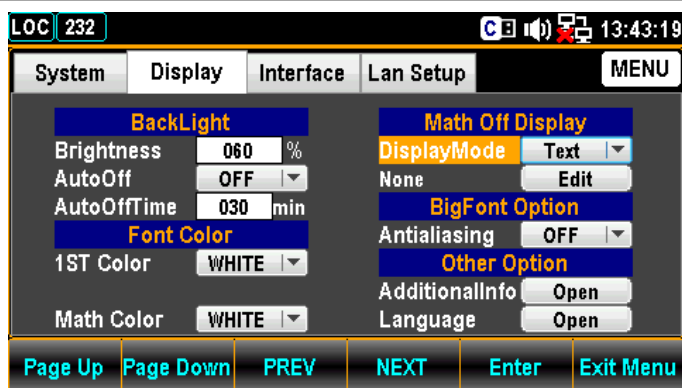 LOC 232 C 13:43:19
System Display Interface Lan Setup MENU
BackLight
Brightness 060 %
AutoOff OFF
AutoOffTime 030 min
Font Color
1ST Color WHITE
Math Color WHITE
Math Off Display
DisplayMode Text
None Edit
BigFont Option
Antialiasing OFF
Other Option
AdditionalInfo Open
Language Open
Page Up Page Down PREV NEXT Enter Exit Menu